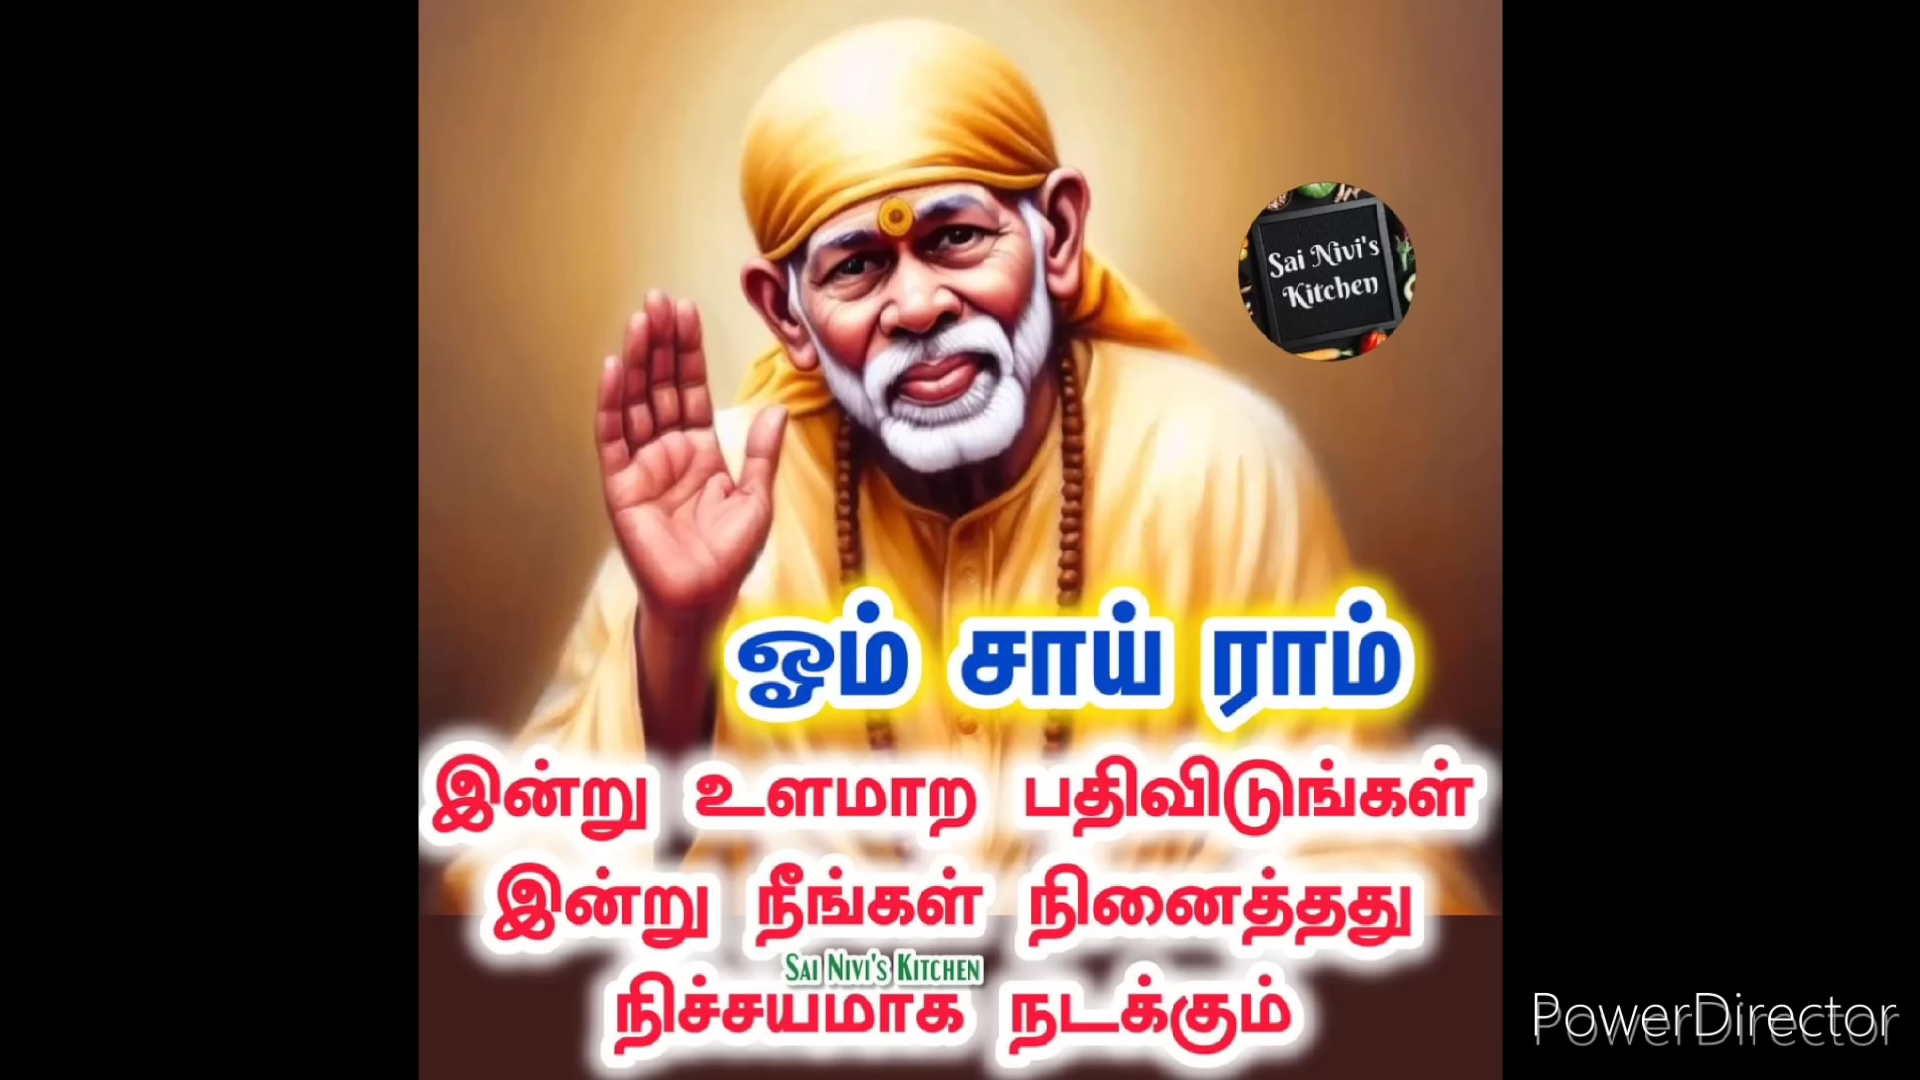 Sai Nivi's
Kitchen
ஓம் சாய் ராம்
இன்று உளமாற பதிவிடுங்கள்
இன்று நீங்கள் நினைத்தது
SAI NIVI'S KITCHEN
நிச்சயமாக நடக்கும்
PowerDirector